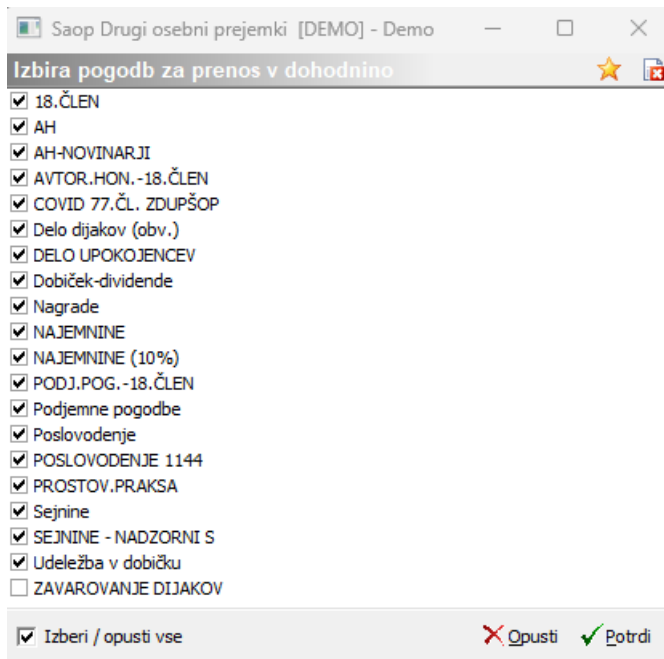 Saop Drugi osebni prejemki [DEMO] - Demo
Izbira pogodb za prenos v dohodnino
18.ČLEN
AH
AH-NOVINARJI
AVTOR.HON.-18.ČLEN
COVID 77.ČL. ZDUPŠOP
Delo dijakov (obv.)
DELO UPOKOJENCEV
Dobiček-dividende
Nagrade
NAJEMNINE
NAJEMNINE (10%)
PODJ.POG.-18.ČLEN
Podjemne pogodbe
Poslovodenje
POSLOVODENJE 1144
PROSTOV.PRAKSA
Sejnine
SEJNINE - NADZORNI S
Udeležba v dobičku
ZAVAROVANJE DIJAKOV
Izberi / opusti vse Opusti Potrdi